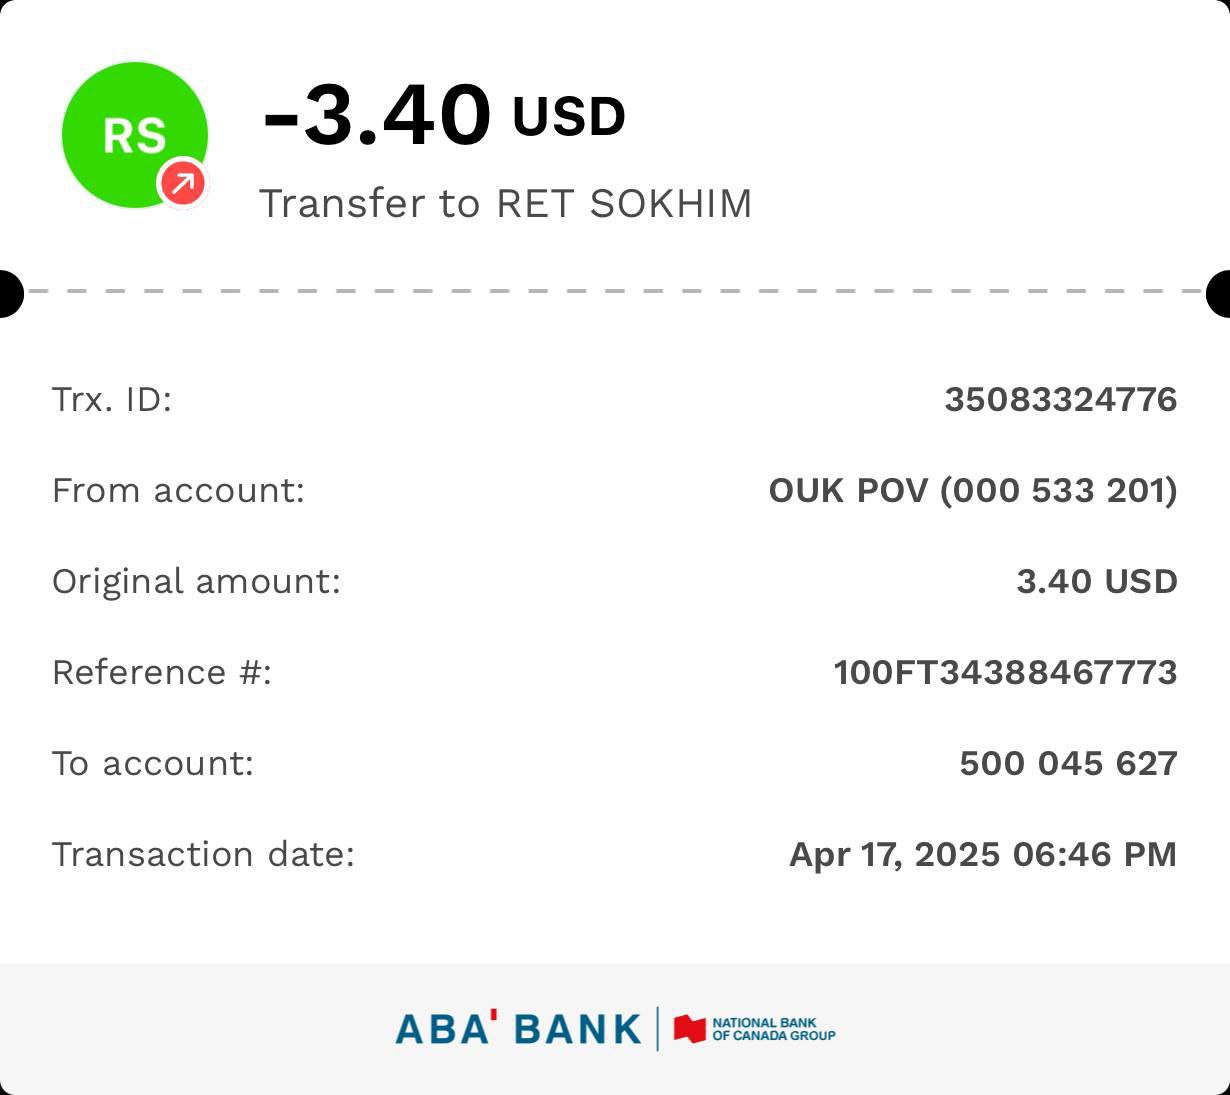 RS
-3.40 USD
Transfer to RET SOKHIM
Trx. ID: 35083324776
From account: OUK POV (000 533 201)
Original amount: 3.40 USD
Reference #: 100FT34388467773
To account: 500 045 627
Transaction date: Apr 17, 2025 06:46 PM
ABA' BANK
NATIONAL BANK
OF CANADA GROUP